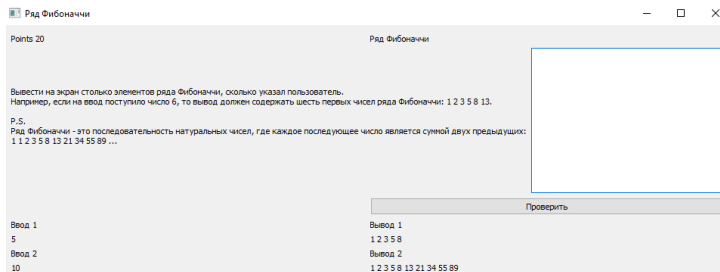 Ряд Фибоначчи
Points 20
Ряд Фибоначчи
Вывести на экран столько элементов ряда Фибоначчи, сколько указал пользователь.
Например, если на ввод поступило число 6, то вывод должен содержать шесть первых чисел ряда Фибоначчи: 1 2 3 5 8 13.
P.S.
Ряд Фибоначчи - это последовательность натуральных чисел, где каждое последующее число является суммой двух предыдущих:
1 1 2 3 5 8 13 21 34 55 89 ...
Проверить
Ввод 1
Вывод 1
5
1 2 3 5 8
Ввод 2
Вывод 2
10
1 2 3 5 8 13 21 34 55 89